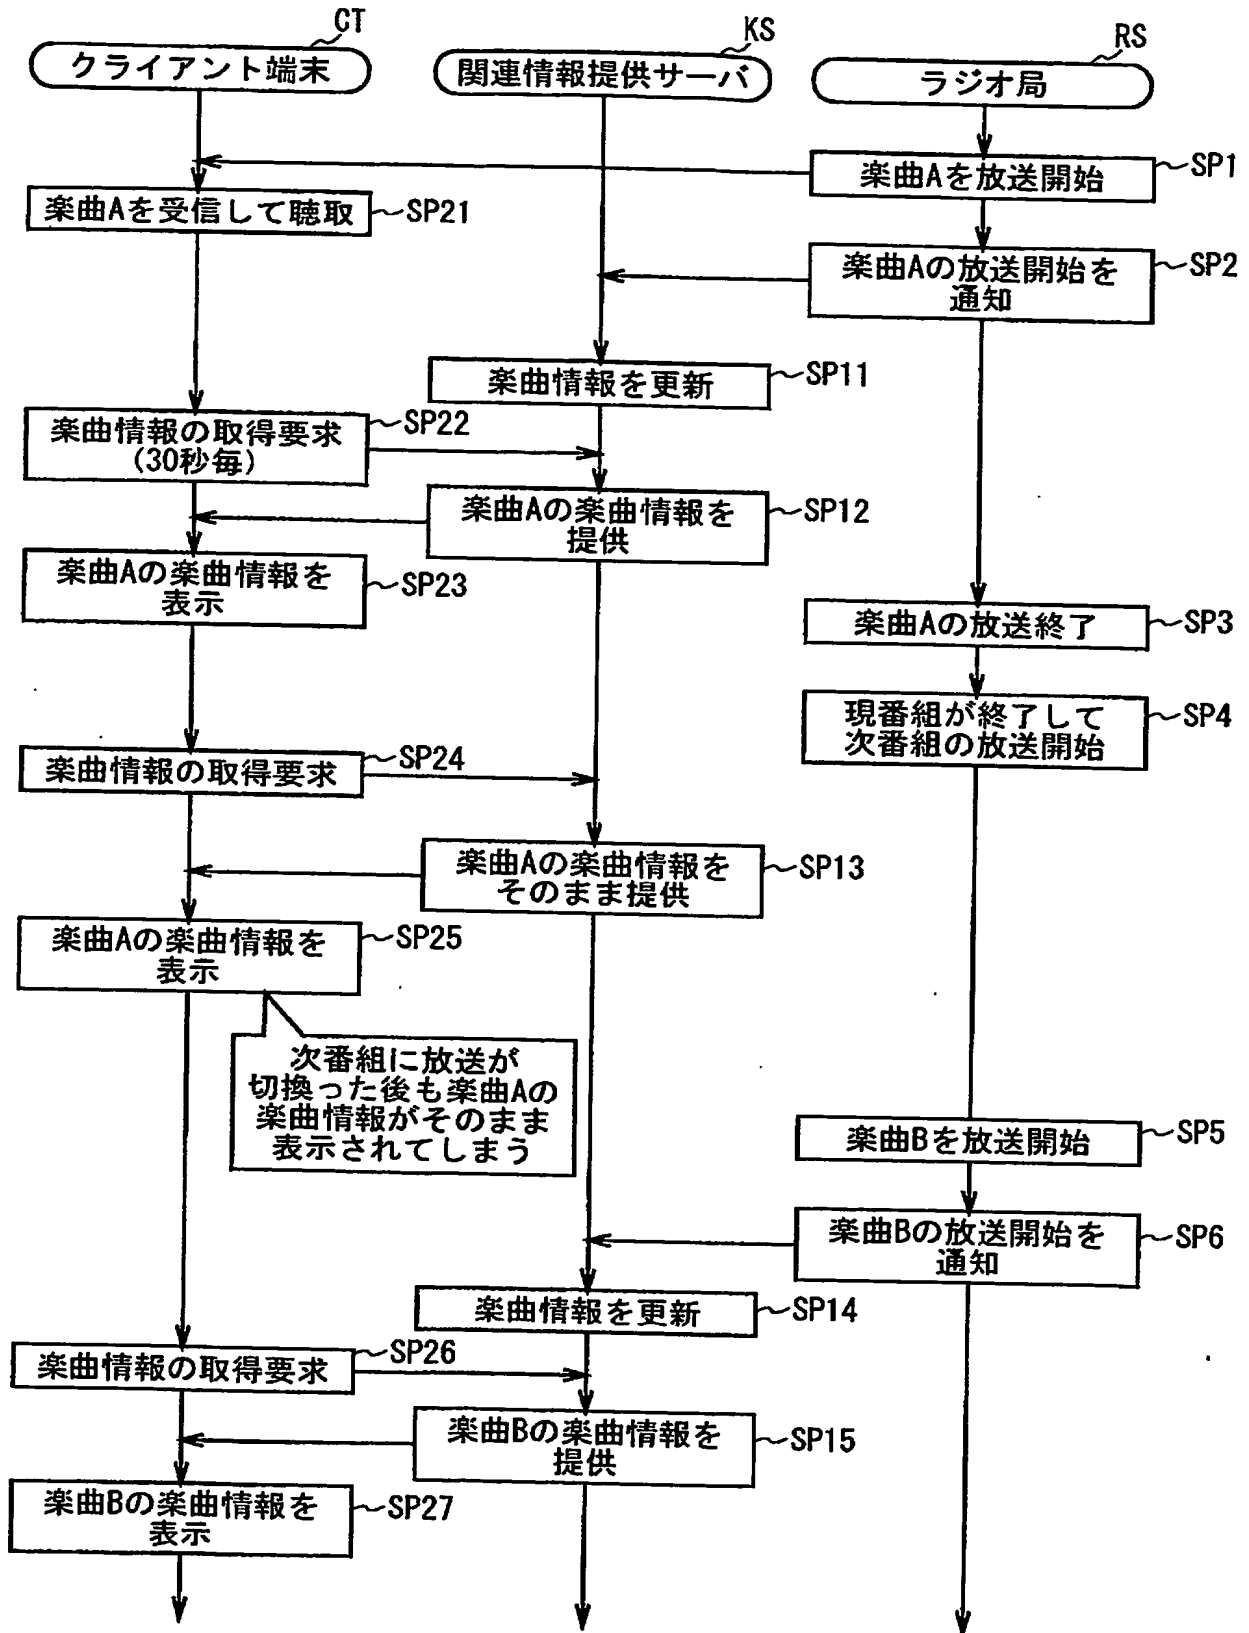 CT
クライアント端末
KS
関連情報提供サーバ
RS
ラジオ局
楽曲Aを放送開始
SP1
楽曲Aを受信して聴取
SP21
楽曲Aの放送開始を
通知
SP2
楽曲情報を更新
SP11
楽曲情報の取得要求
(30秒毎)
SP22
楽曲Aの楽曲情報を
提供
SP12
楽曲Aの楽曲情報を
表示
SP23
楽曲Aの放送終了
SP3
現番組が終了して
次番組の放送開始
SP4
楽曲情報の取得要求
SP24
楽曲Aの楽曲情報を
そのまま提供
SP13
楽曲Aの楽曲情報を
表示
SP25
次番組に放送が
切換った後も楽曲Aの
楽曲情報がそのまま
表示されてしまう
楽曲Bを放送開始
SP5
楽曲Bの放送開始を
通知
SP6
楽曲情報を更新
SP14
楽曲情報の取得要求
SP26
楽曲Bの楽曲情報を
提供
SP15
楽曲Bの楽曲情報を
表示
SP27